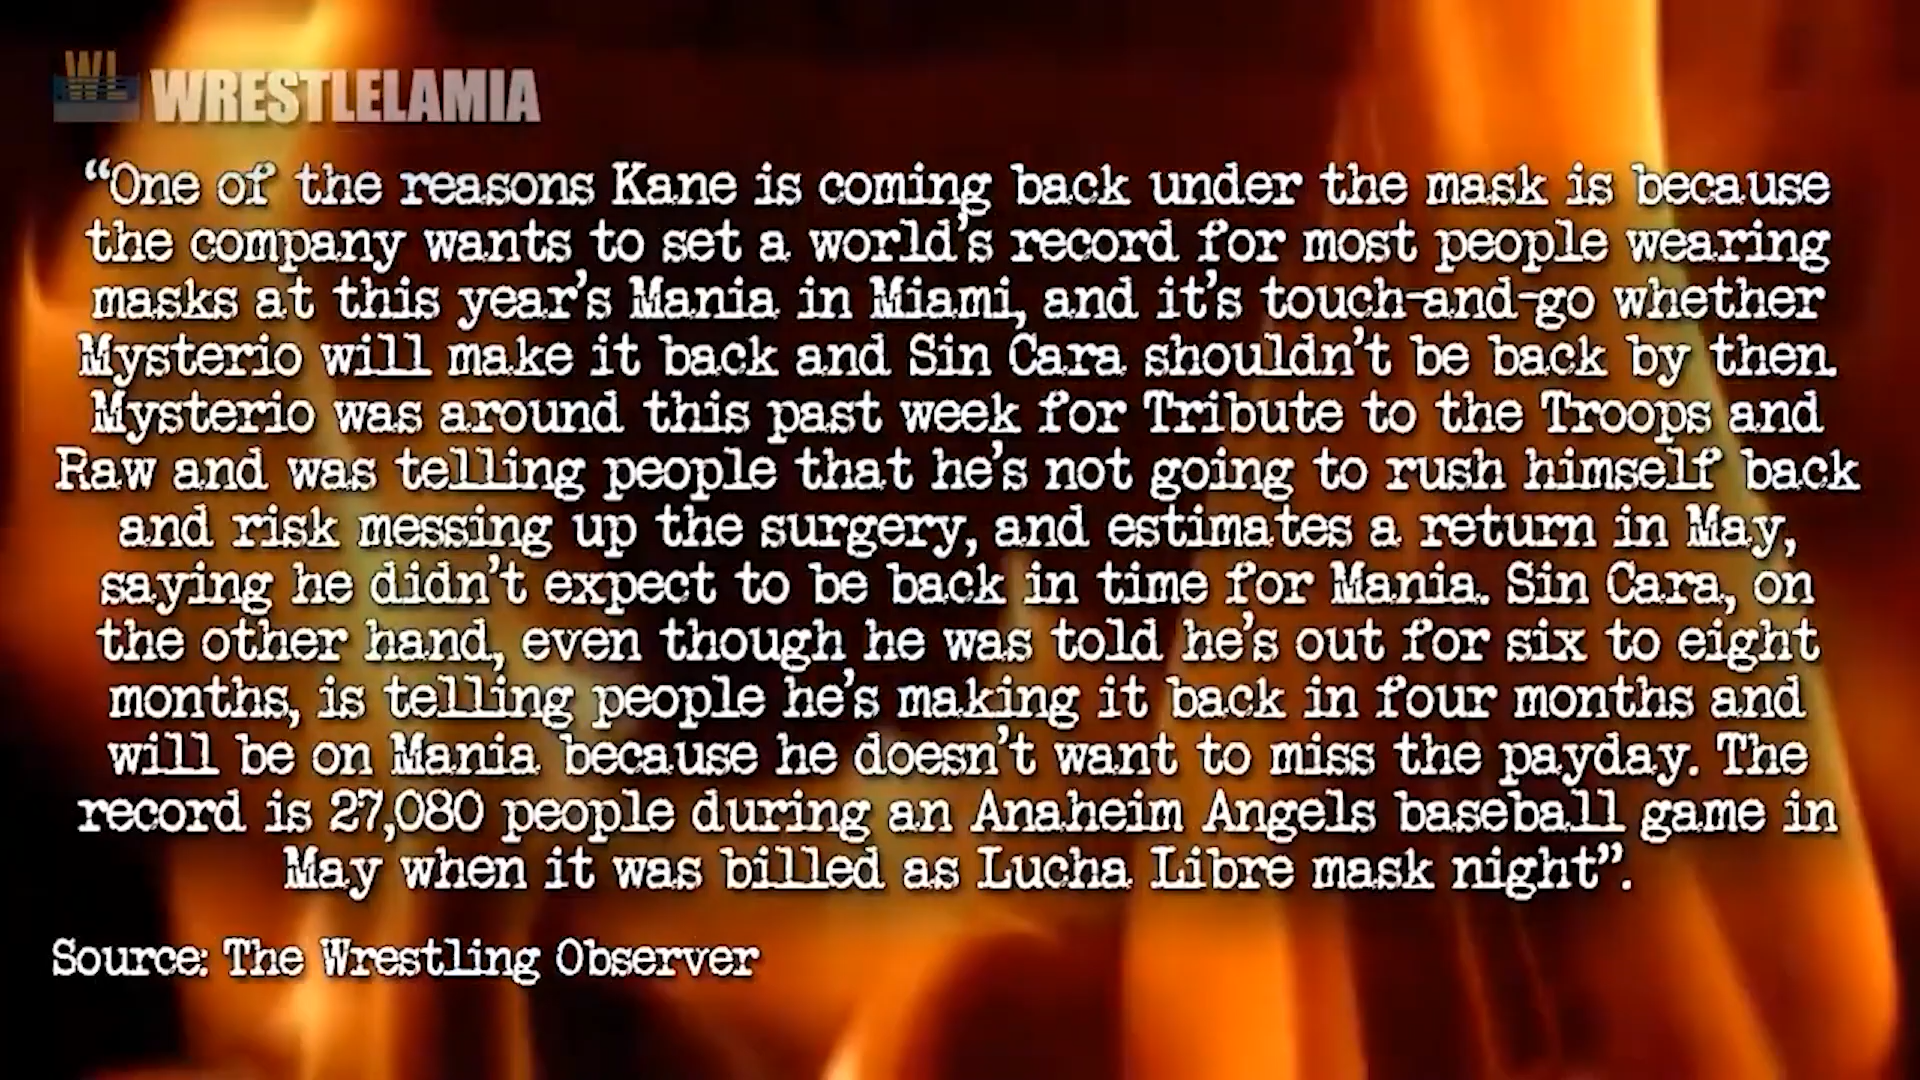 WL WRESTLELAMIA
“One of the reasons Kane is coming back under the mask is because
the company wants to set a world’s record for most people wearing
masks at this year’s Mania in Miami, and it’s touch-and-go whether
Mysterio will make it back and Sin Cara shouldn’t be back by then.
Mysterio was around this past week for Tribute to the Troops and
Raw and was telling people that he’s not going to rush himself back
and risk messing up the surgery, and estimates a return in May,
saying he didn’t expect to be back in time for Mania. Sin Cara, on
the other hand, even though he was told he’s out for six to eight
months, is telling people he’s making it back in four months and
will be on Mania because he doesn’t want to miss the payday. The
record is 27,080 people during an Anaheim Angels baseball game in
May when it was billed as Lucha Libre mask night”.
Source: The Wrestling Observer